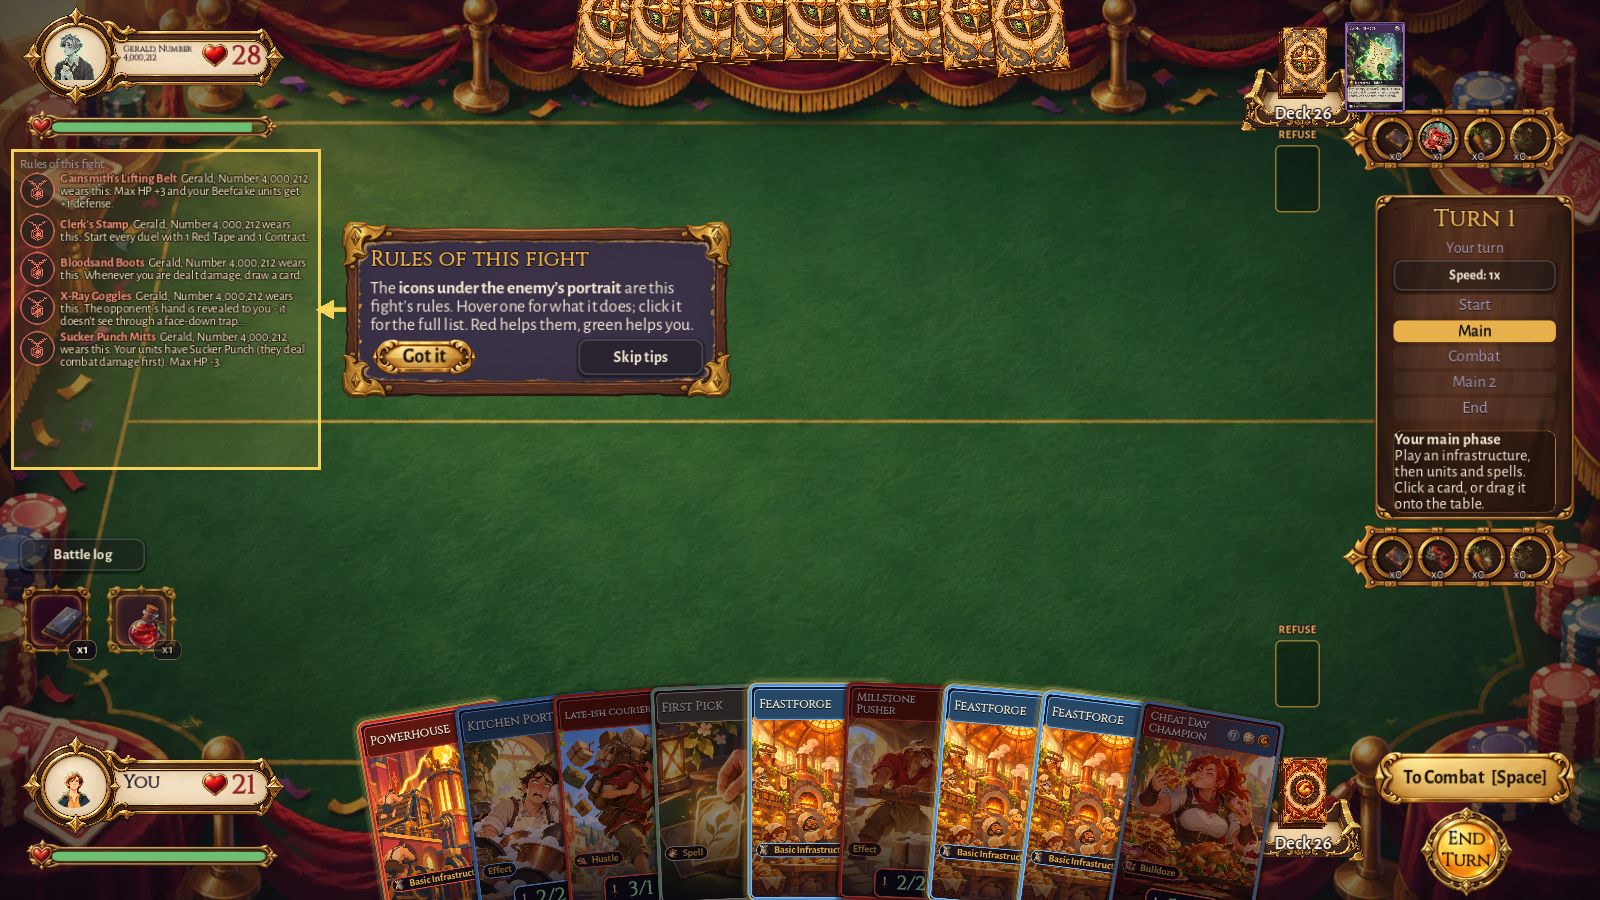 Gerald, Number
4,000,212
28
Deck 26
REFUSE
x0
x1
x0
x0
Rules of this fight
Gainsmith's Lifting Belt Gerald, Number 4,000,212
wears this: Max HP +3 and your Beefcake units get
+1 defense.
Clerk's Stamp Gerald, Number 4,000,212 wears
this: Start every duel with 1 Red Tape and 1 Contract.
Bloodsand Boots Gerald, Number 4,000,212 wears
this: Whenever you are dealt damage, draw a card.
X-Ray Goggles Gerald, Number 4,000,212 wears
this: The opponent's hand is revealed to you - it
doesn't see through a face-down trap...
Sucker Punch Mitts Gerald, Number 4,000,212
wears this: Your units have Sucker Punch (they deal
combat damage first). Max HP -3.
Rules of this fight
The icons under the enemy's portrait are this
fight's rules. Hover one for what it does; click it
for the full list. Red helps them, green helps you.
Got it
Skip tips
Turn 1
Your turn
Speed: 1x
Start
Main
Combat
Main 2
End
Your main phase
Play an infrastructure,
then units and spells.
Click a card, or drag it
onto the table.
x0
x0
x0
x0
Battle log
x1
x1
REFUSE
You
21
Powerhouse
Basic Infrastruct
Kitchen Port
Effect
2/2
Late-ish Courier
Hustle
3/1
First Pick
Spell
Feastforge
Basic Infrastruct
Millstone
Pusher
Effect
2/2
Feastforge
Basic Infrastruct
Feastforge
Basic Infrastruct
Cheat Day
Champion
Bulldoze
Deck 26
To Combat [Space]
End
Turn